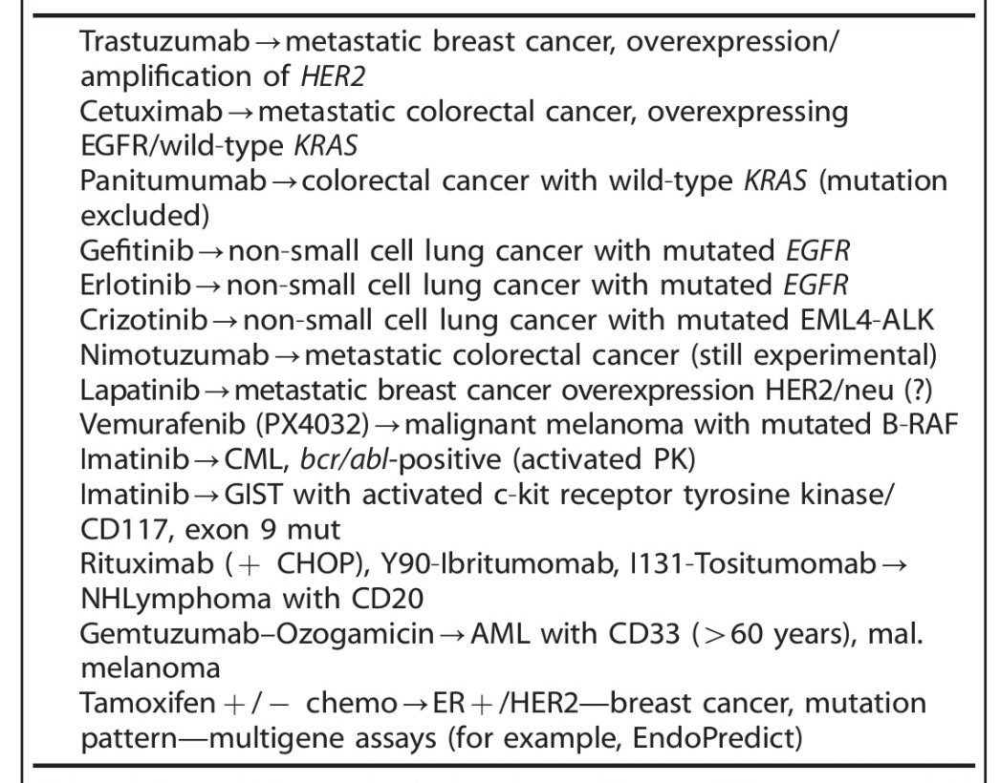 Trastuzumab→metastatic breast cancer, overexpression/
amplification of HER2
Cetuximab→metastatic colorectal cancer, overexpressing
EGFR/wild-type KRAS
Panitumumab→colorectal cancer with wild-type KRAS (mutation
excluded)
Gefitinib→non-small cell lung cancer with mutated EGFR
Erlotinib→non-small cell lung cancer with mutated EGFR
Crizotinib→non-small cell lung cancer with mutated EML4-ALK
Nimotuzumab→metastatic colorectal cancer (still experimental)
Lapatinib→metastatic breast cancer overexpression HER2/neu (?)
Vemurafenib (PX4032)→malignant melanoma with mutated B-RAF
Imatinib→CML, bcr/abl-positive (activated PK)
Imatinib→GIST with activated c-kit receptor tyrosine kinase/
CD117, exon 9 mut
Rituximab (+ CHOP), Y90-Ibritumomab, I131-Tositumomab→
NHLymphoma with CD20
Gemtuzumab–Ozogamicin→AML with CD33 (>60 years), mal.
melanoma
Tamoxifen +/− chemo→ER+/HER2—breast cancer, mutation
pattern—multigene assays (for example, EndoPredict)